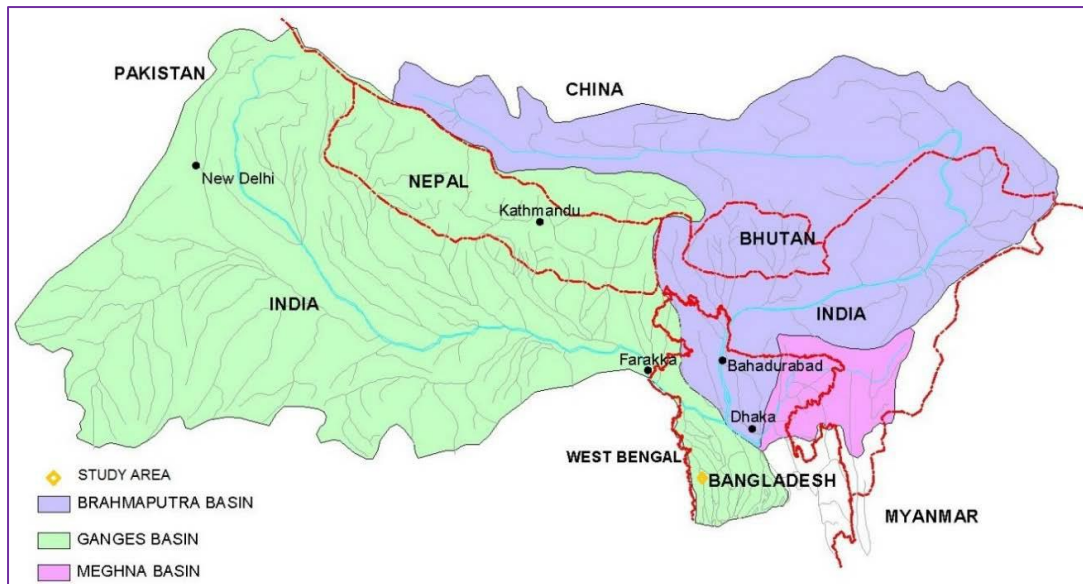 PAKISTAN
CHINA
New Delhi
NEPAL
Kathmandu
BHUTAN
INDIA
INDIA
Farakka
Bahadurabad
Dhaka
WEST BENGAL
BANGLADESH
MYANMAR
STUDY AREA
BRAHMAPUTRA BASIN
GANGES BASIN
MEGHNA BASIN